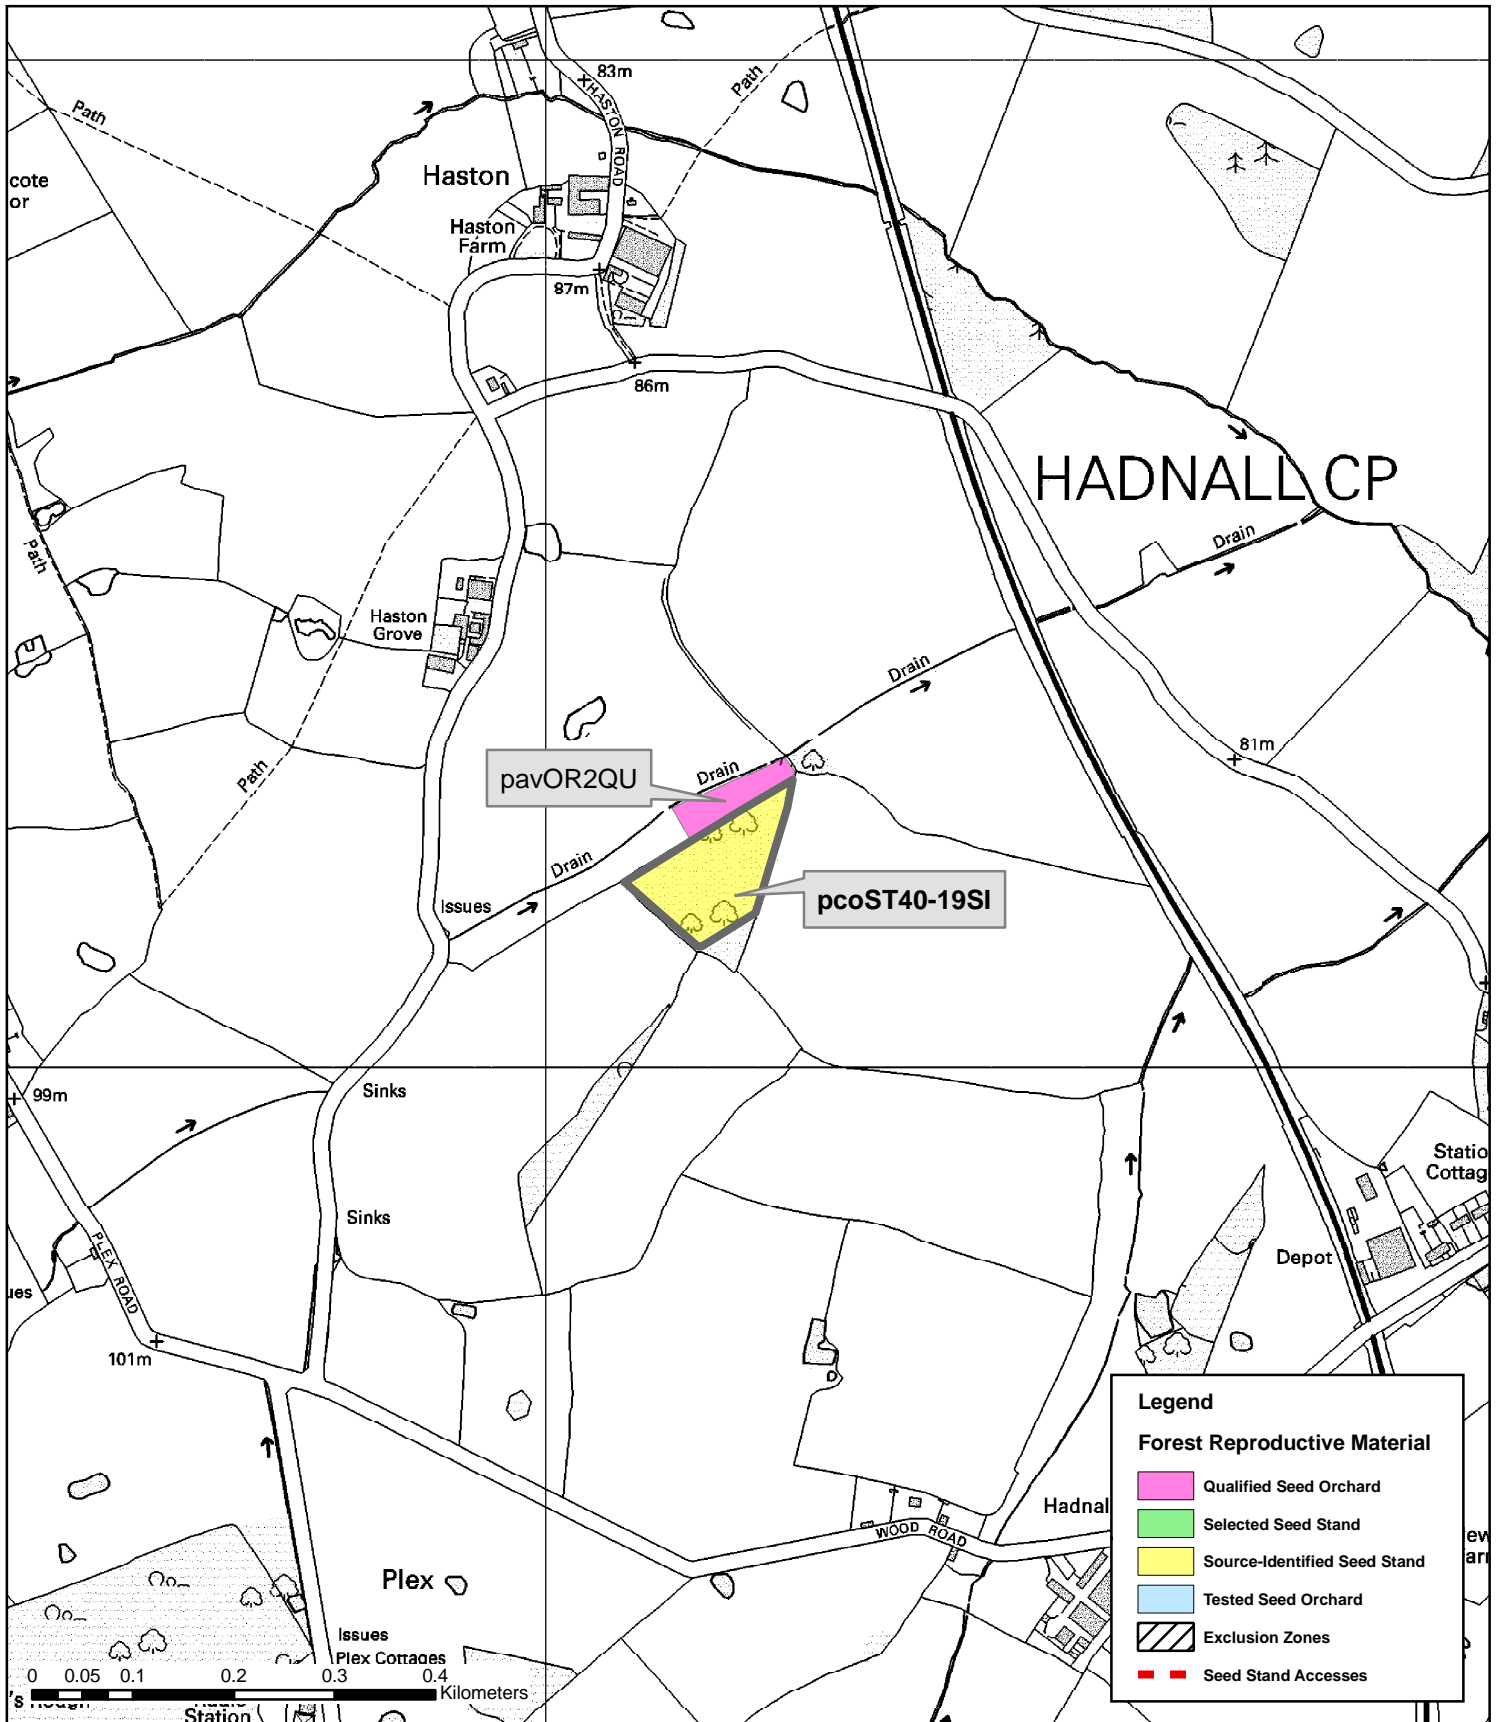 83m
HASTON ROAD
Path
Path
cote
or
Haston
Haston
Farm
87m
86m
HADNALL CP
Drain
Path
Haston
Grove
Drain
81m
Path
Drain
pavOR2QU
Drain
pcoST40-19SI
Issues
99m
Sinks
Sinks
PLEX ROAD
ues
101m
Statio
Cottag
Depot
Legend
Forest Reproductive Material
Qualified Seed Orchard
Selected Seed Stand
Source-Identified Seed Stand
Tested Seed Orchard
Exclusion Zones
Seed Stand Accesses
Hadnal
WOOD ROAD
Plex
Issues
Plex Cottages
0 0.05 0.1 0.2 0.3 0.4
Kilometers
Station